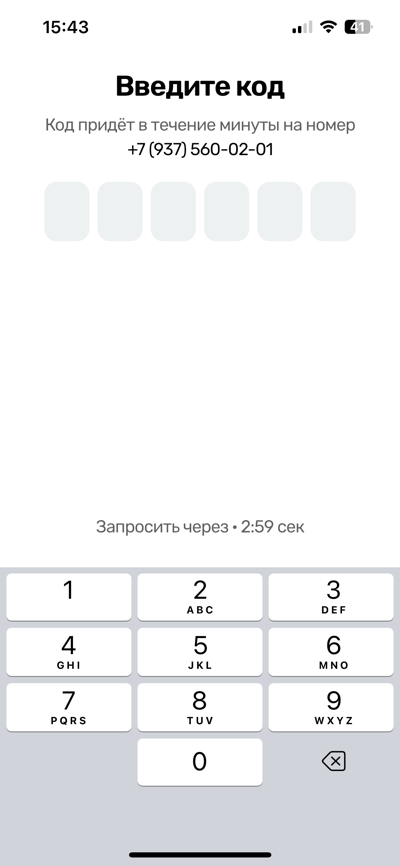 15:43
41
Введите код
Код придёт в течение минуты на номер
+7 (937) 560-02-01
Запросить через • 2:59 сек
1
2
3
ABC
DEF
4
5
6
GHI
JKL
MNO
7
8
9
PQRS
TUV
WXYZ
0